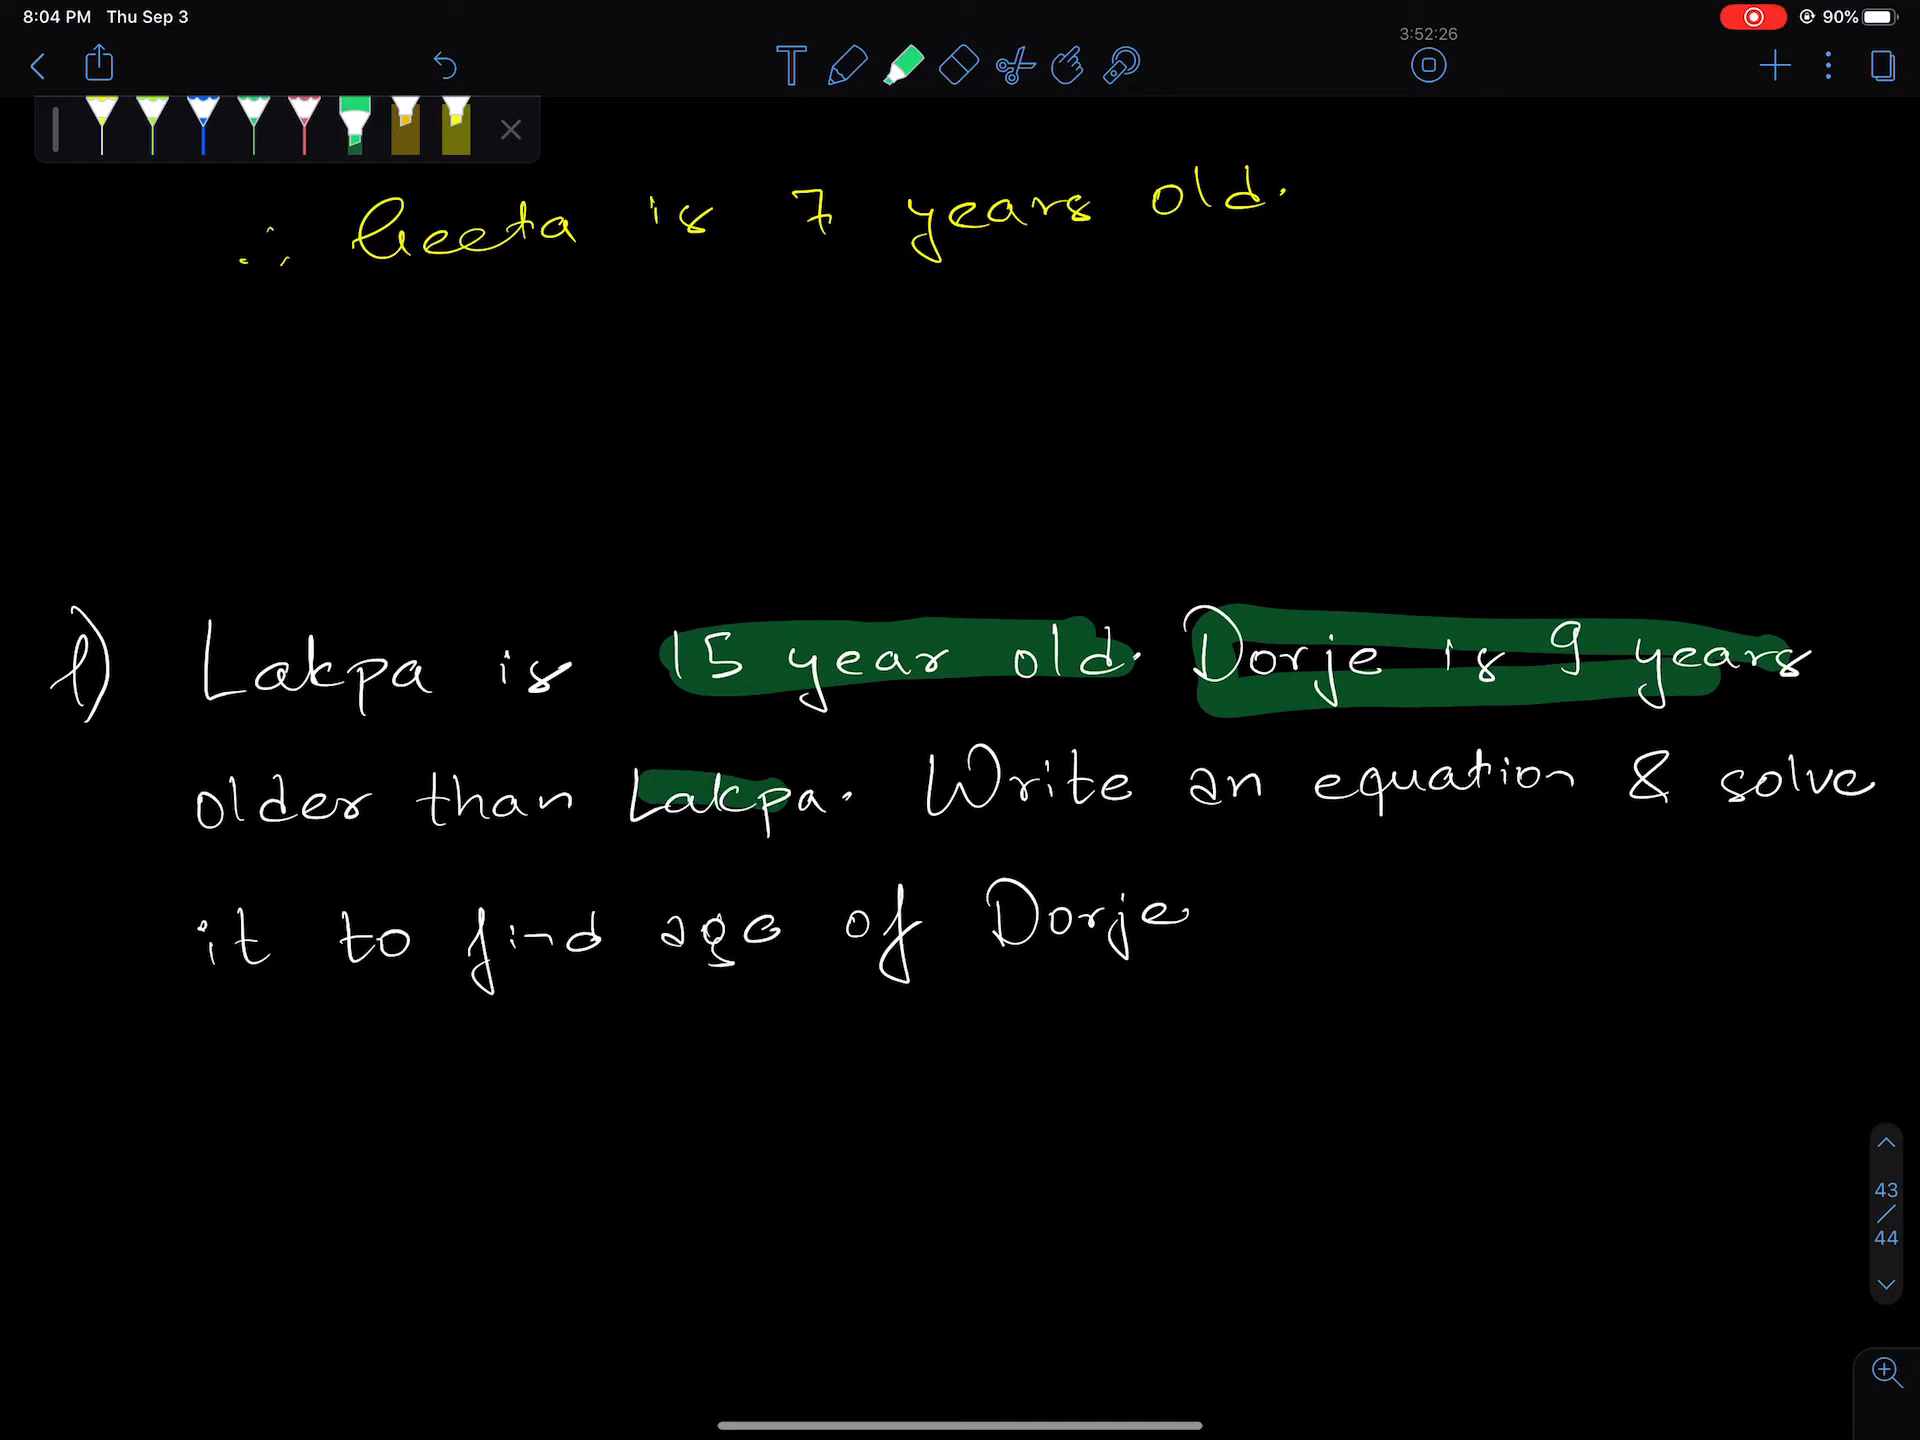 8:04 PM Thu Sep 3
90%
3:52:26
∴ Geeta is 7 years old.
f) Lakpa is 15 year old. Dorje is 9 years
older than Lakpa. Write an equation & solve
it to find age of Dorje
43
/
44